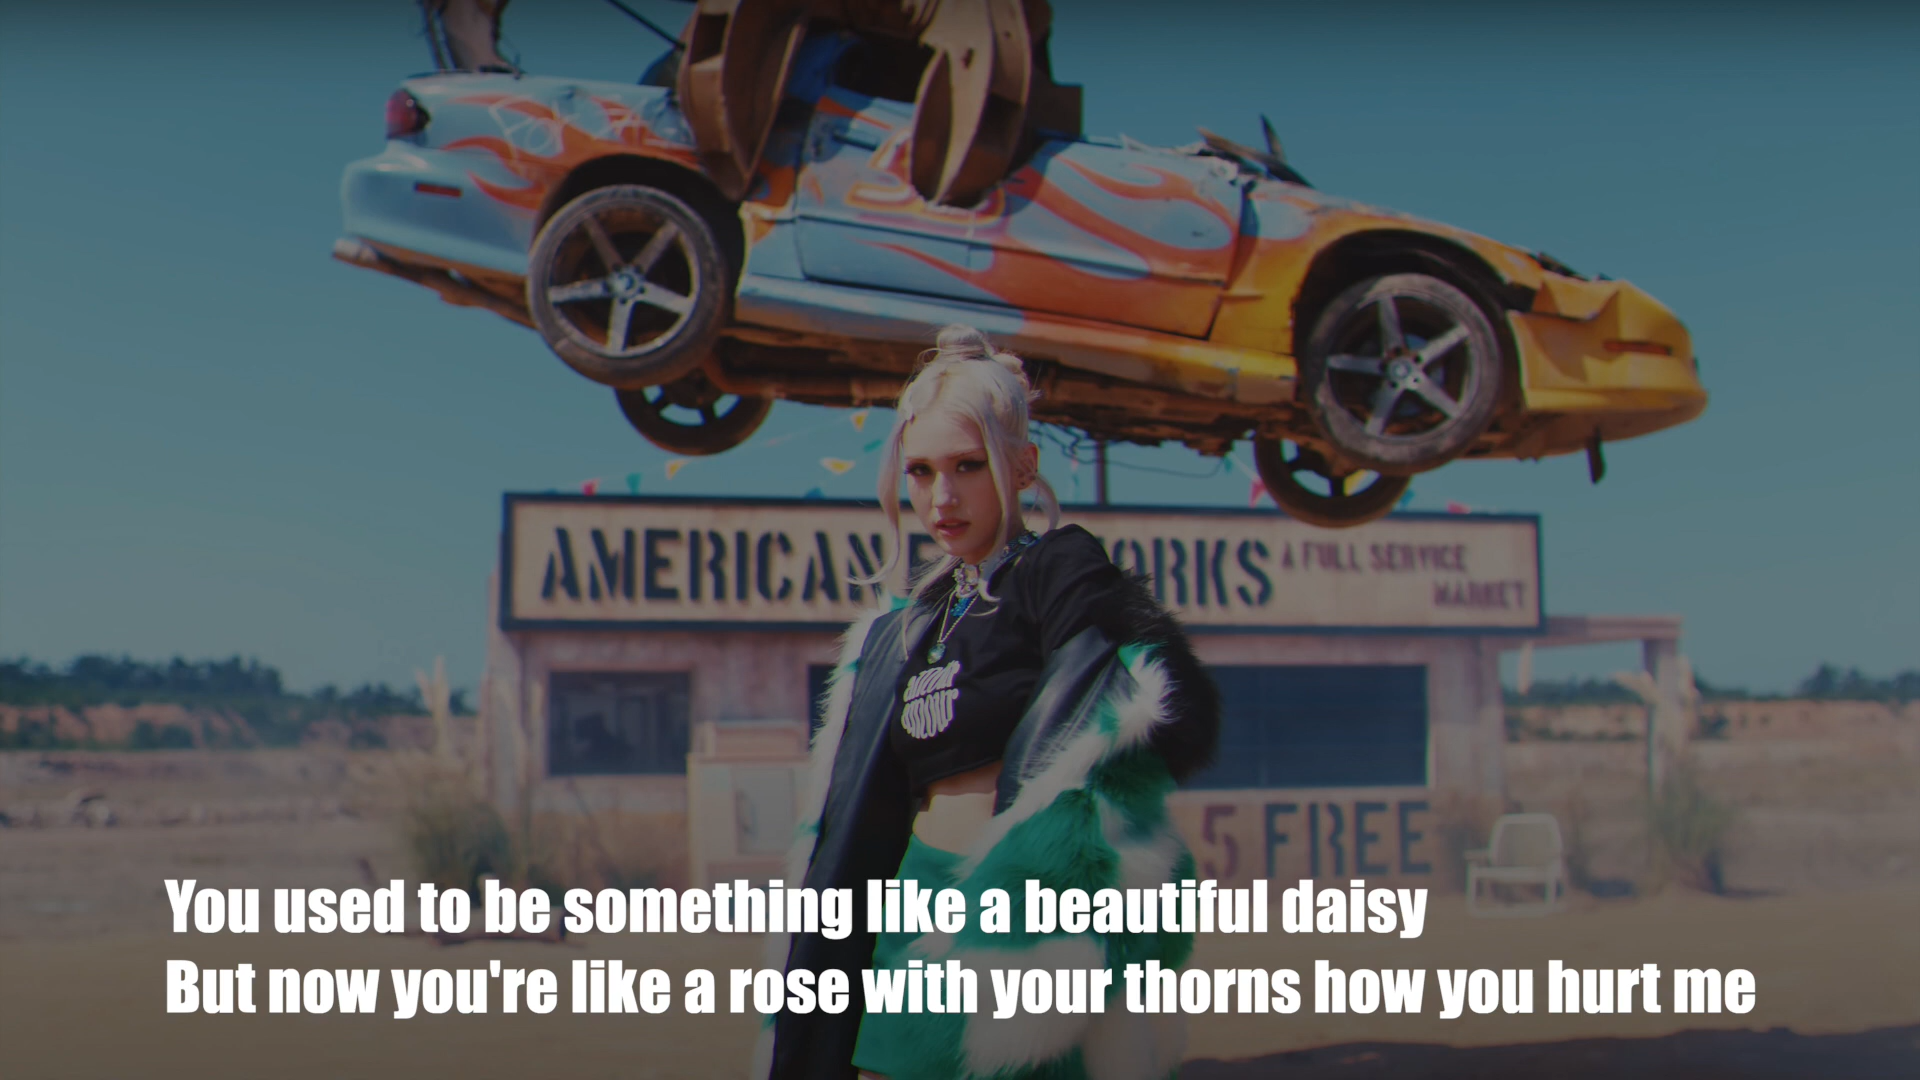 AMERICAN
ORKS
A FULL SERVICE
MARKET
5 FREE
You used to be something like a beautiful daisy
But now you're like a rose with your thorns how you hurt me